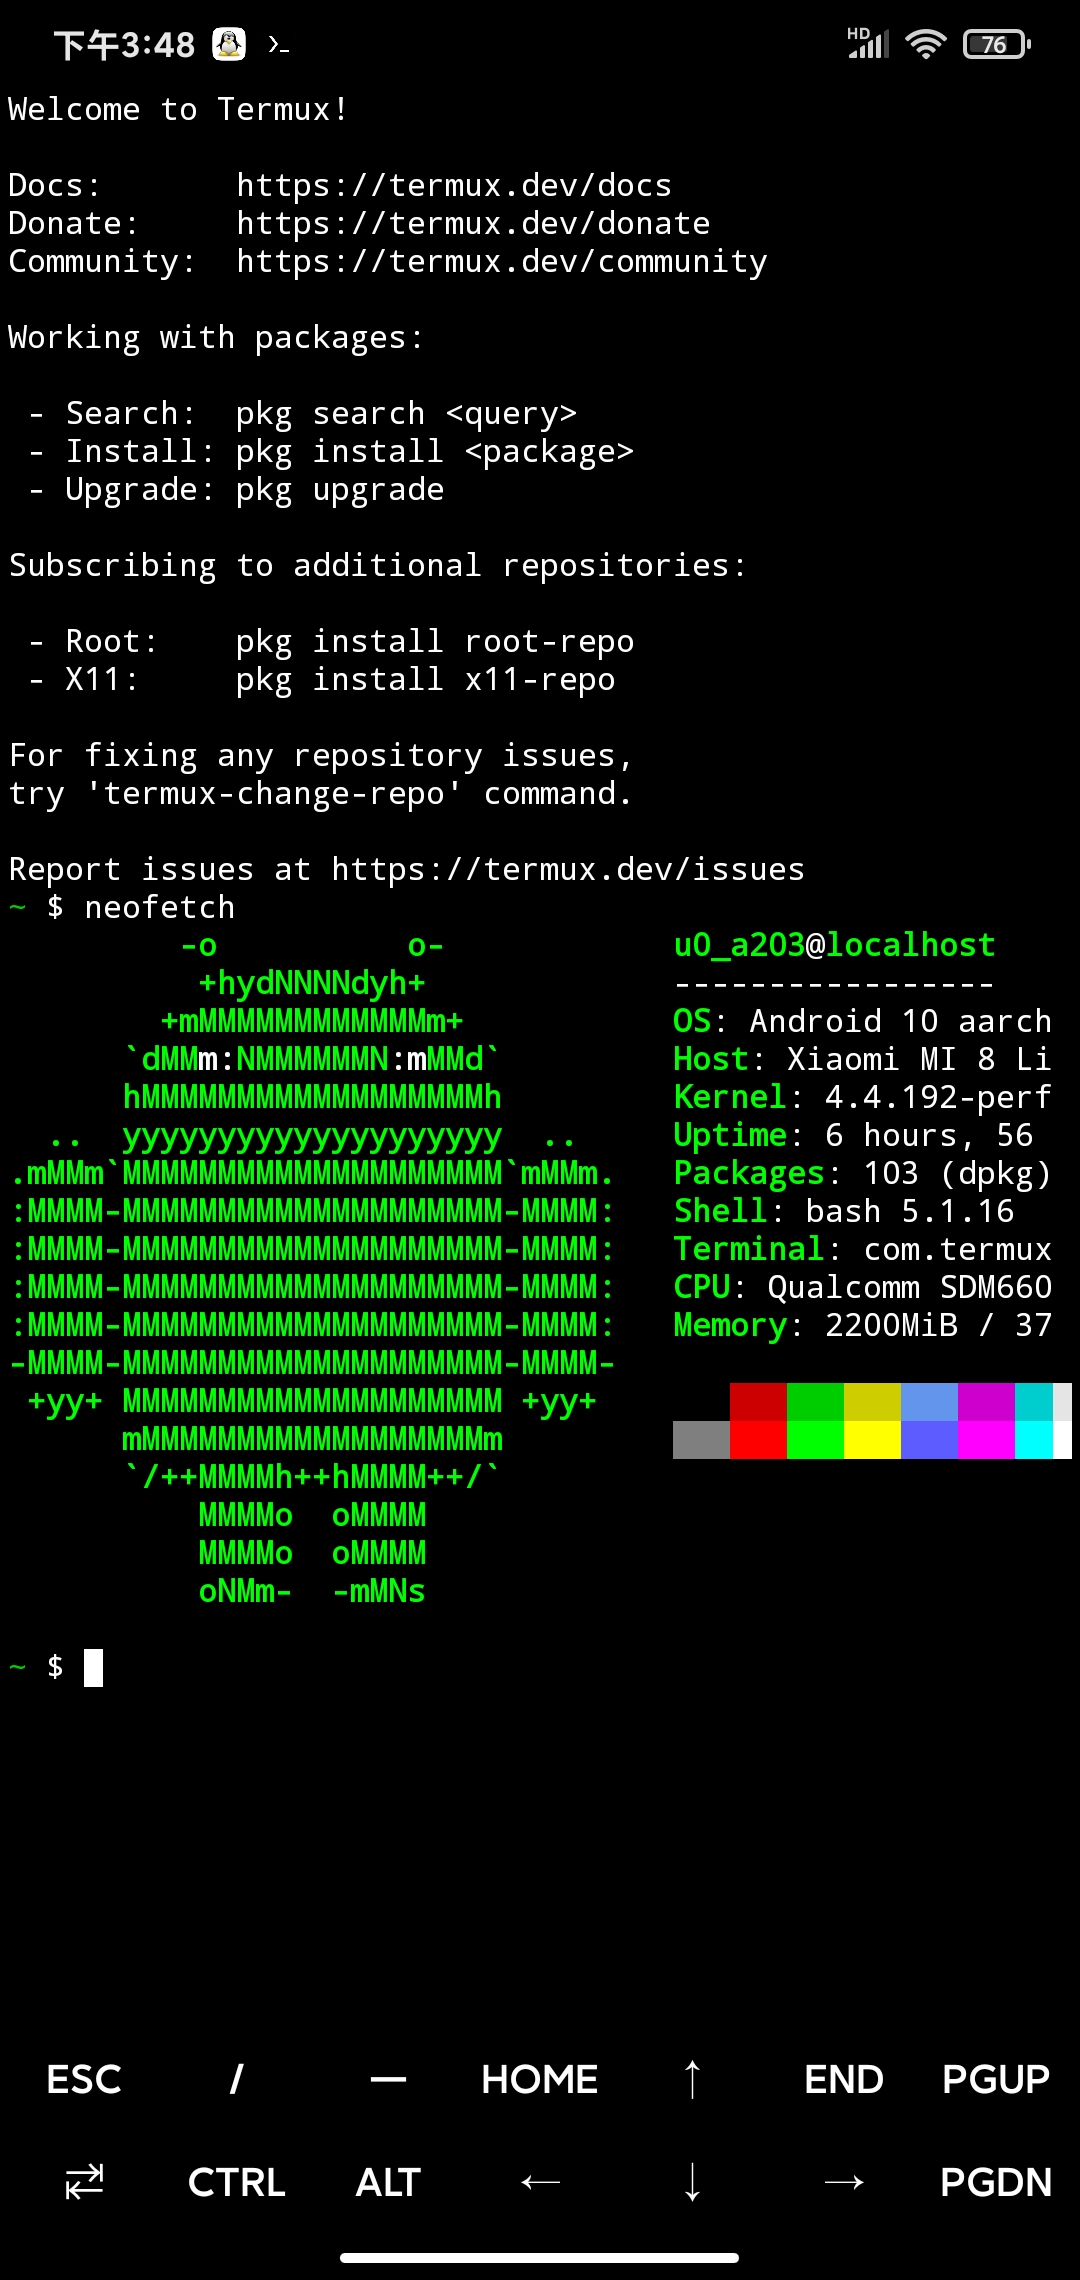 下午3:48 HD 76
Welcome to Termux!
Docs: https://termux.dev/docs
Donate: https://termux.dev/donate
Community: https://termux.dev/community
Working with packages:
- Search: pkg search <query>
- Install: pkg install <package>
- Upgrade: pkg upgrade
Subscribing to additional repositories:
- Root: pkg install root-repo
- X11: pkg install x11-repo
For fixing any repository issues,
try 'termux-change-repo' command.
Report issues at https://termux.dev/issues
~ $ neofetch
-o o- u0_a203@localhost
+hydNNNNdyh+ -----------------
+mMMMMMMMMMMMMm+ OS: Android 10 aarch
`dMMm:NMMMMMMN:mMMd` Host: Xiaomi MI 8 Li
hMMMMMMMMMMMMMMMMMMh Kernel: 4.4.192-perf
.. yyyyyyyyyyyyyyyyyyyy .. Uptime: 6 hours, 56
.mMMm`MMMMMMMMMMMMMMMMMMMM`mMMm. Packages: 103 (dpkg)
:MMMM-MMMMMMMMMMMMMMMMMMMM-MMMM: Shell: bash 5.1.16
:MMMM-MMMMMMMMMMMMMMMMMMMM-MMMM: Terminal: com.termux
:MMMM-MMMMMMMMMMMMMMMMMMMM-MMMM: CPU: Qualcomm SDM660
:MMMM-MMMMMMMMMMMMMMMMMMMM-MMMM: Memory: 2200MiB / 37
-MMMM-MMMMMMMMMMMMMMMMMMMM-MMMM-
+yy+ MMMMMMMMMMMMMMMMMMMM +yy+
mMMMMMMMMMMMMMMMMMMm
`/++MMMMh++hMMMM++/`
MMMMo oMMMM
MMMMo oMMMM
oNMm- -mMNs
~ $
ESC / — HOME ↑ END PGUP
⇄ CTRL ALT ← ↓ → PGDN